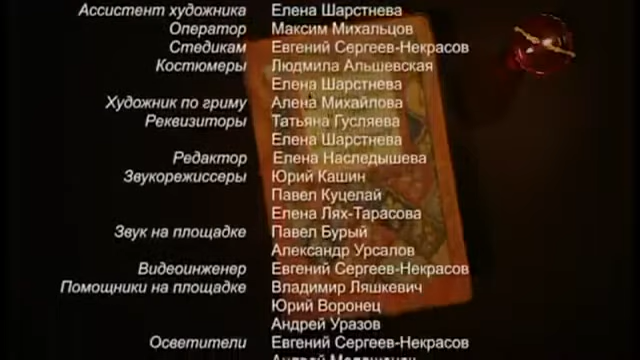 Ассистент художника Елена Шарстнева
Оператор Максим Михальцов
Стедикам Евгений Сергеев-Некрасов
Костюмеры Людмила Альшевская
Елена Шарстнева
Художник по гриму Алена Михайлова
Реквизиторы Татьяна Гусляева
Елена Шарстнева
Редактор Елена Наследышева
Звукорежиссеры Юрий Кашин
Павел Куцелай
Елена Лях-Тарасова
Звук на площадке Павел Бурый
Александр Урсалов
Видеоинженер Евгений Сергеев-Некрасов
Помощники на площадке Владимир Ляшкевич
Юрий Воронец
Андрей Уразов
Осветители Евгений Сергеев-Некрасов